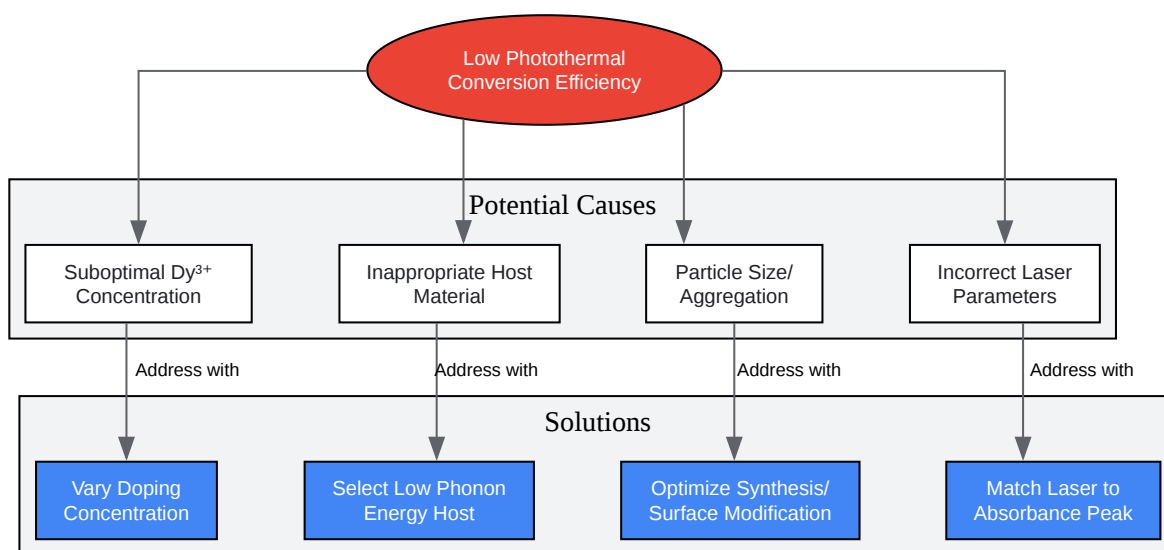 Low Photothermal
Conversion Efficiency
Potential Causes
Suboptimal Dy³⁺
Concentration
Inappropriate Host
Material
Particle Size/
Aggregation
Incorrect Laser
Parameters
Address with
Address with
Address with
Address with
Solutions
Vary Doping
Concentration
Select Low Phonon
Energy Host
Optimize Synthesis/
Surface Modification
Match Laser to
Absorbance Peak